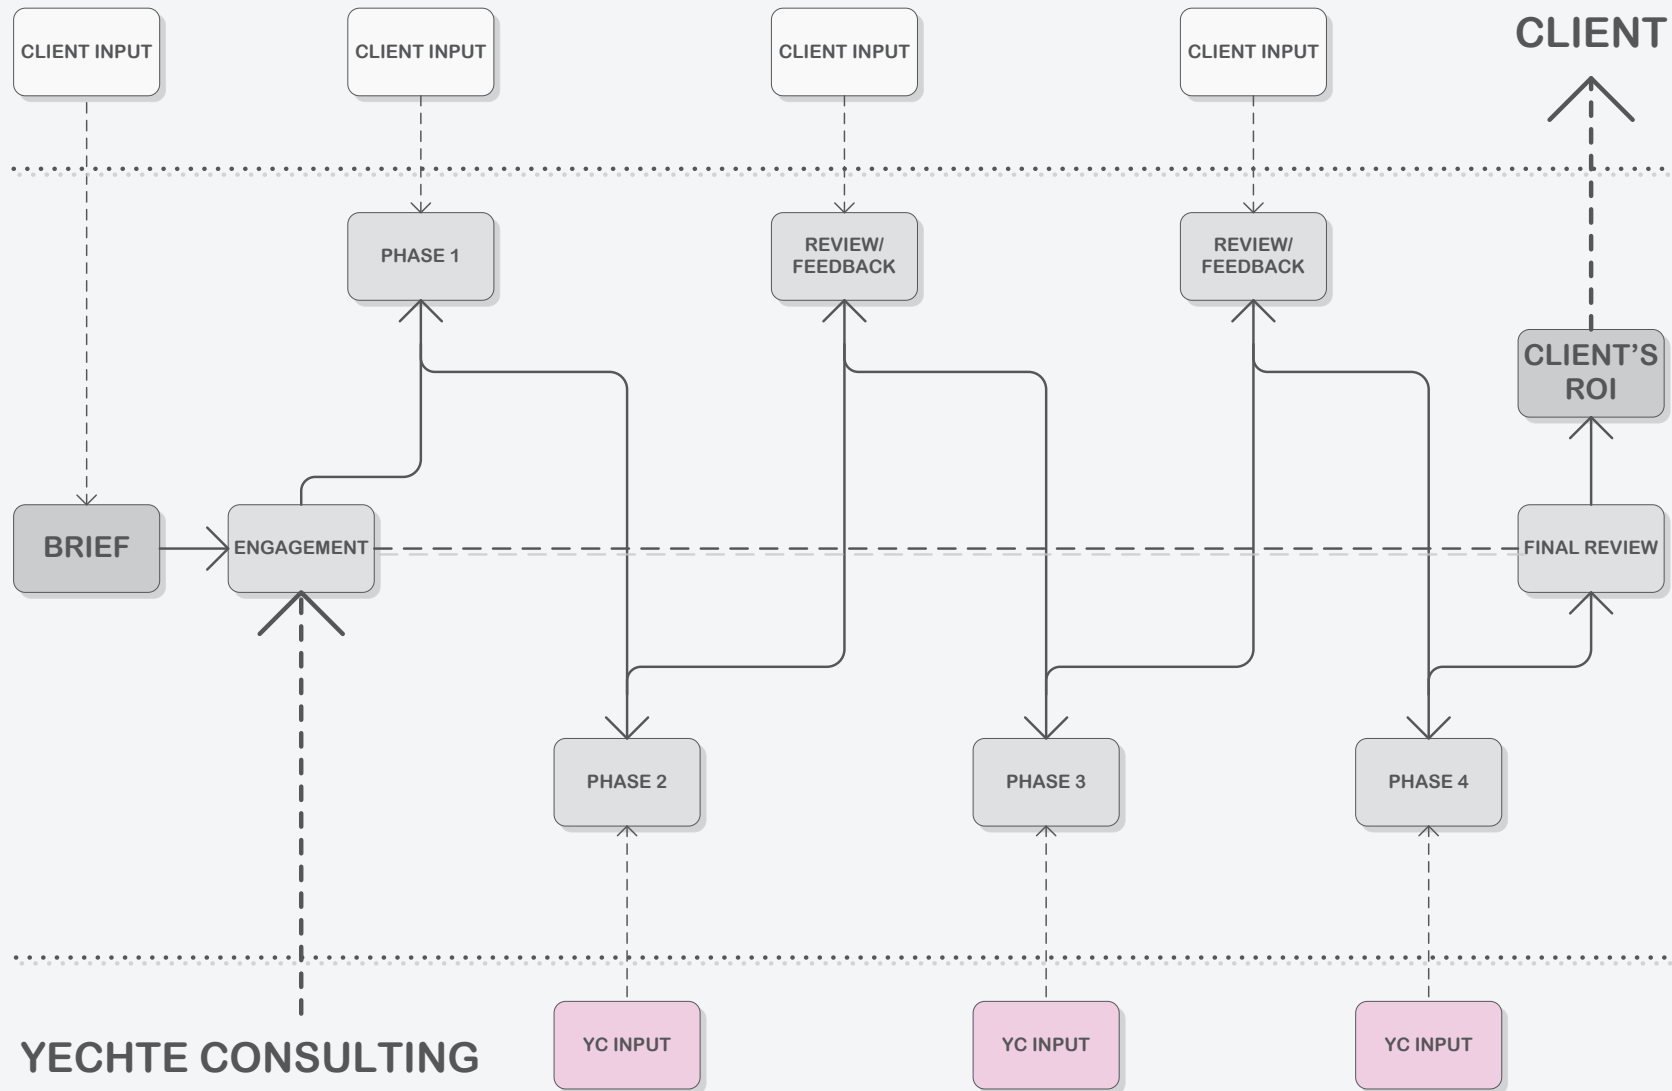 CLIENT INPUT
CLIENT INPUT
CLIENT INPUT
CLIENT INPUT
CLIENT
PHASE 1
REVIEW/
FEEDBACK
REVIEW/
FEEDBACK
CLIENT’S
ROI
BRIEF
ENGAGEMENT
FINAL REVIEW
PHASE 2
PHASE 3
PHASE 4
YECHTE CONSULTING
YC INPUT
YC INPUT
YC INPUT